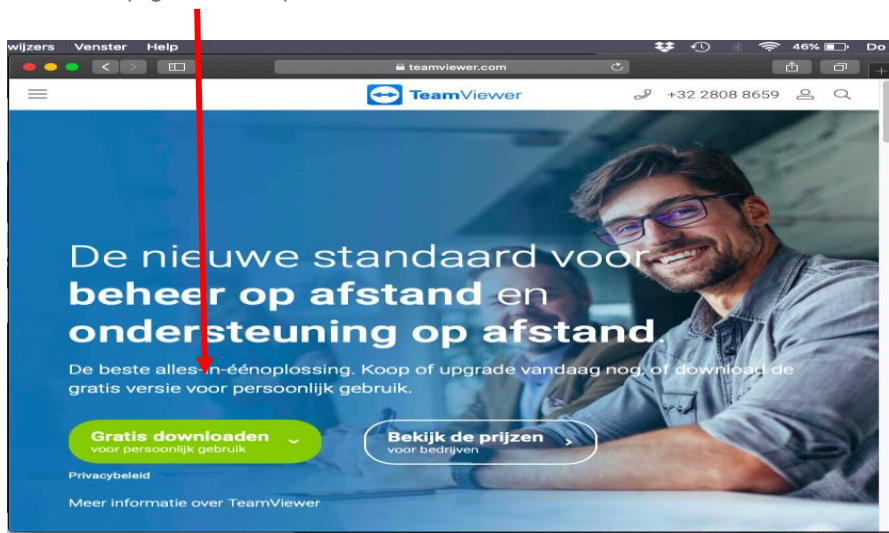 wijzers Venster Help 46% Do
teamviewer.com
TeamViewer +32 2808 8659
De nieuwe standaard voor
beheer op afstand en
ondersteuning op afstand.
De beste alles-in-éénoplossing. Koop of upgrade vandaag nog, of download de
gratis versie voor persoonlijk gebruik.
Gratis downloaden
voor persoonlijk gebruik
Bekijk de prijzen
voor bedrijven
Privacybeleid
Meer informatie over TeamViewer